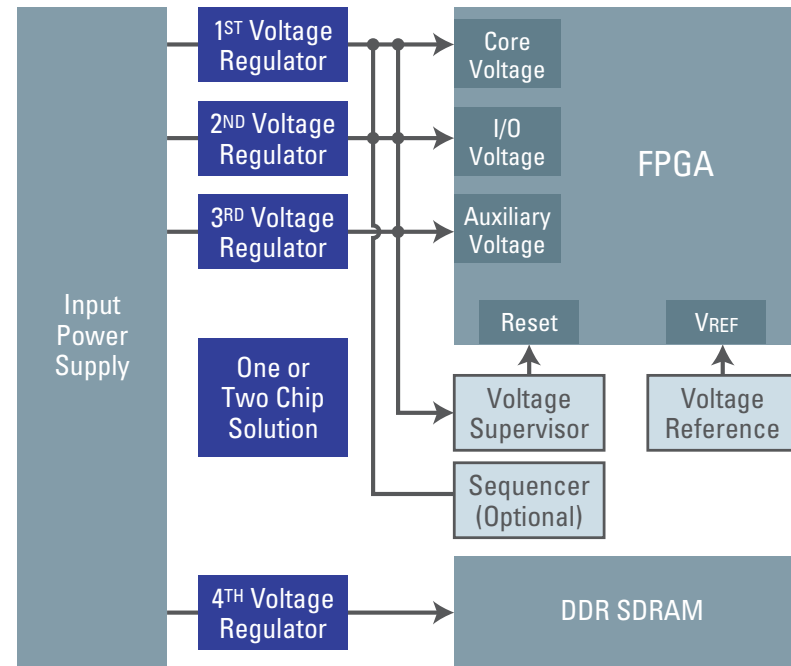 1ST Voltage
Regulator
Core
Voltage
2ND Voltage
Regulator
I/O
Voltage
FPGA
3RD Voltage
Regulator
Auxiliary
Voltage
Input
Power
Supply
Reset
VREF
One or
Two Chip
Solution
Voltage
Supervisor
Voltage
Reference
Sequencer
(Optional)
4TH Voltage
Regulator
DDR SDRAM